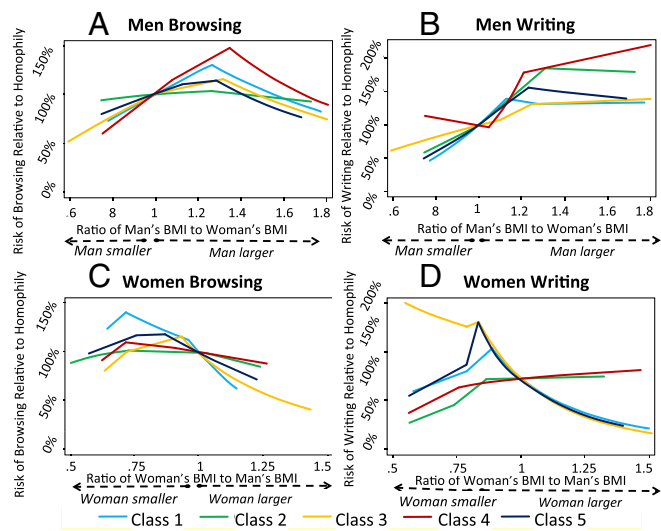 A Men Browsing
Risk of Browsing Relative to Homophily
150%
100%
50%
0%
.6 .8 1 1.2 1.4 1.6 1.8
Ratio of Man's BMI to Woman's BMI
Man smaller Man larger
B Men Writing
Risk of Writing Relative to Homophily
200%
150%
100%
50%
0%
.6 .8 1 1.2 1.4 1.6 1.8
Ratio of Man's BMI to Woman's BMI
Man smaller Man larger
C Women Browsing
Risk of Browsing Relative to Homophily
150%
100%
50%
0%
.5 .75 1 1.25 1.5
Ratio of Woman's BMI to Man's BMI
Woman smaller Woman larger
D Women Writing
Risk of Writing Relative to Homophily
200%
150%
100%
50%
0%
.5 .75 1 1.25 1.5
Ratio of Woman's BMI to Man's BMI
Woman smaller Woman larger
Class 1 Class 2 Class 3 Class 4 Class 5